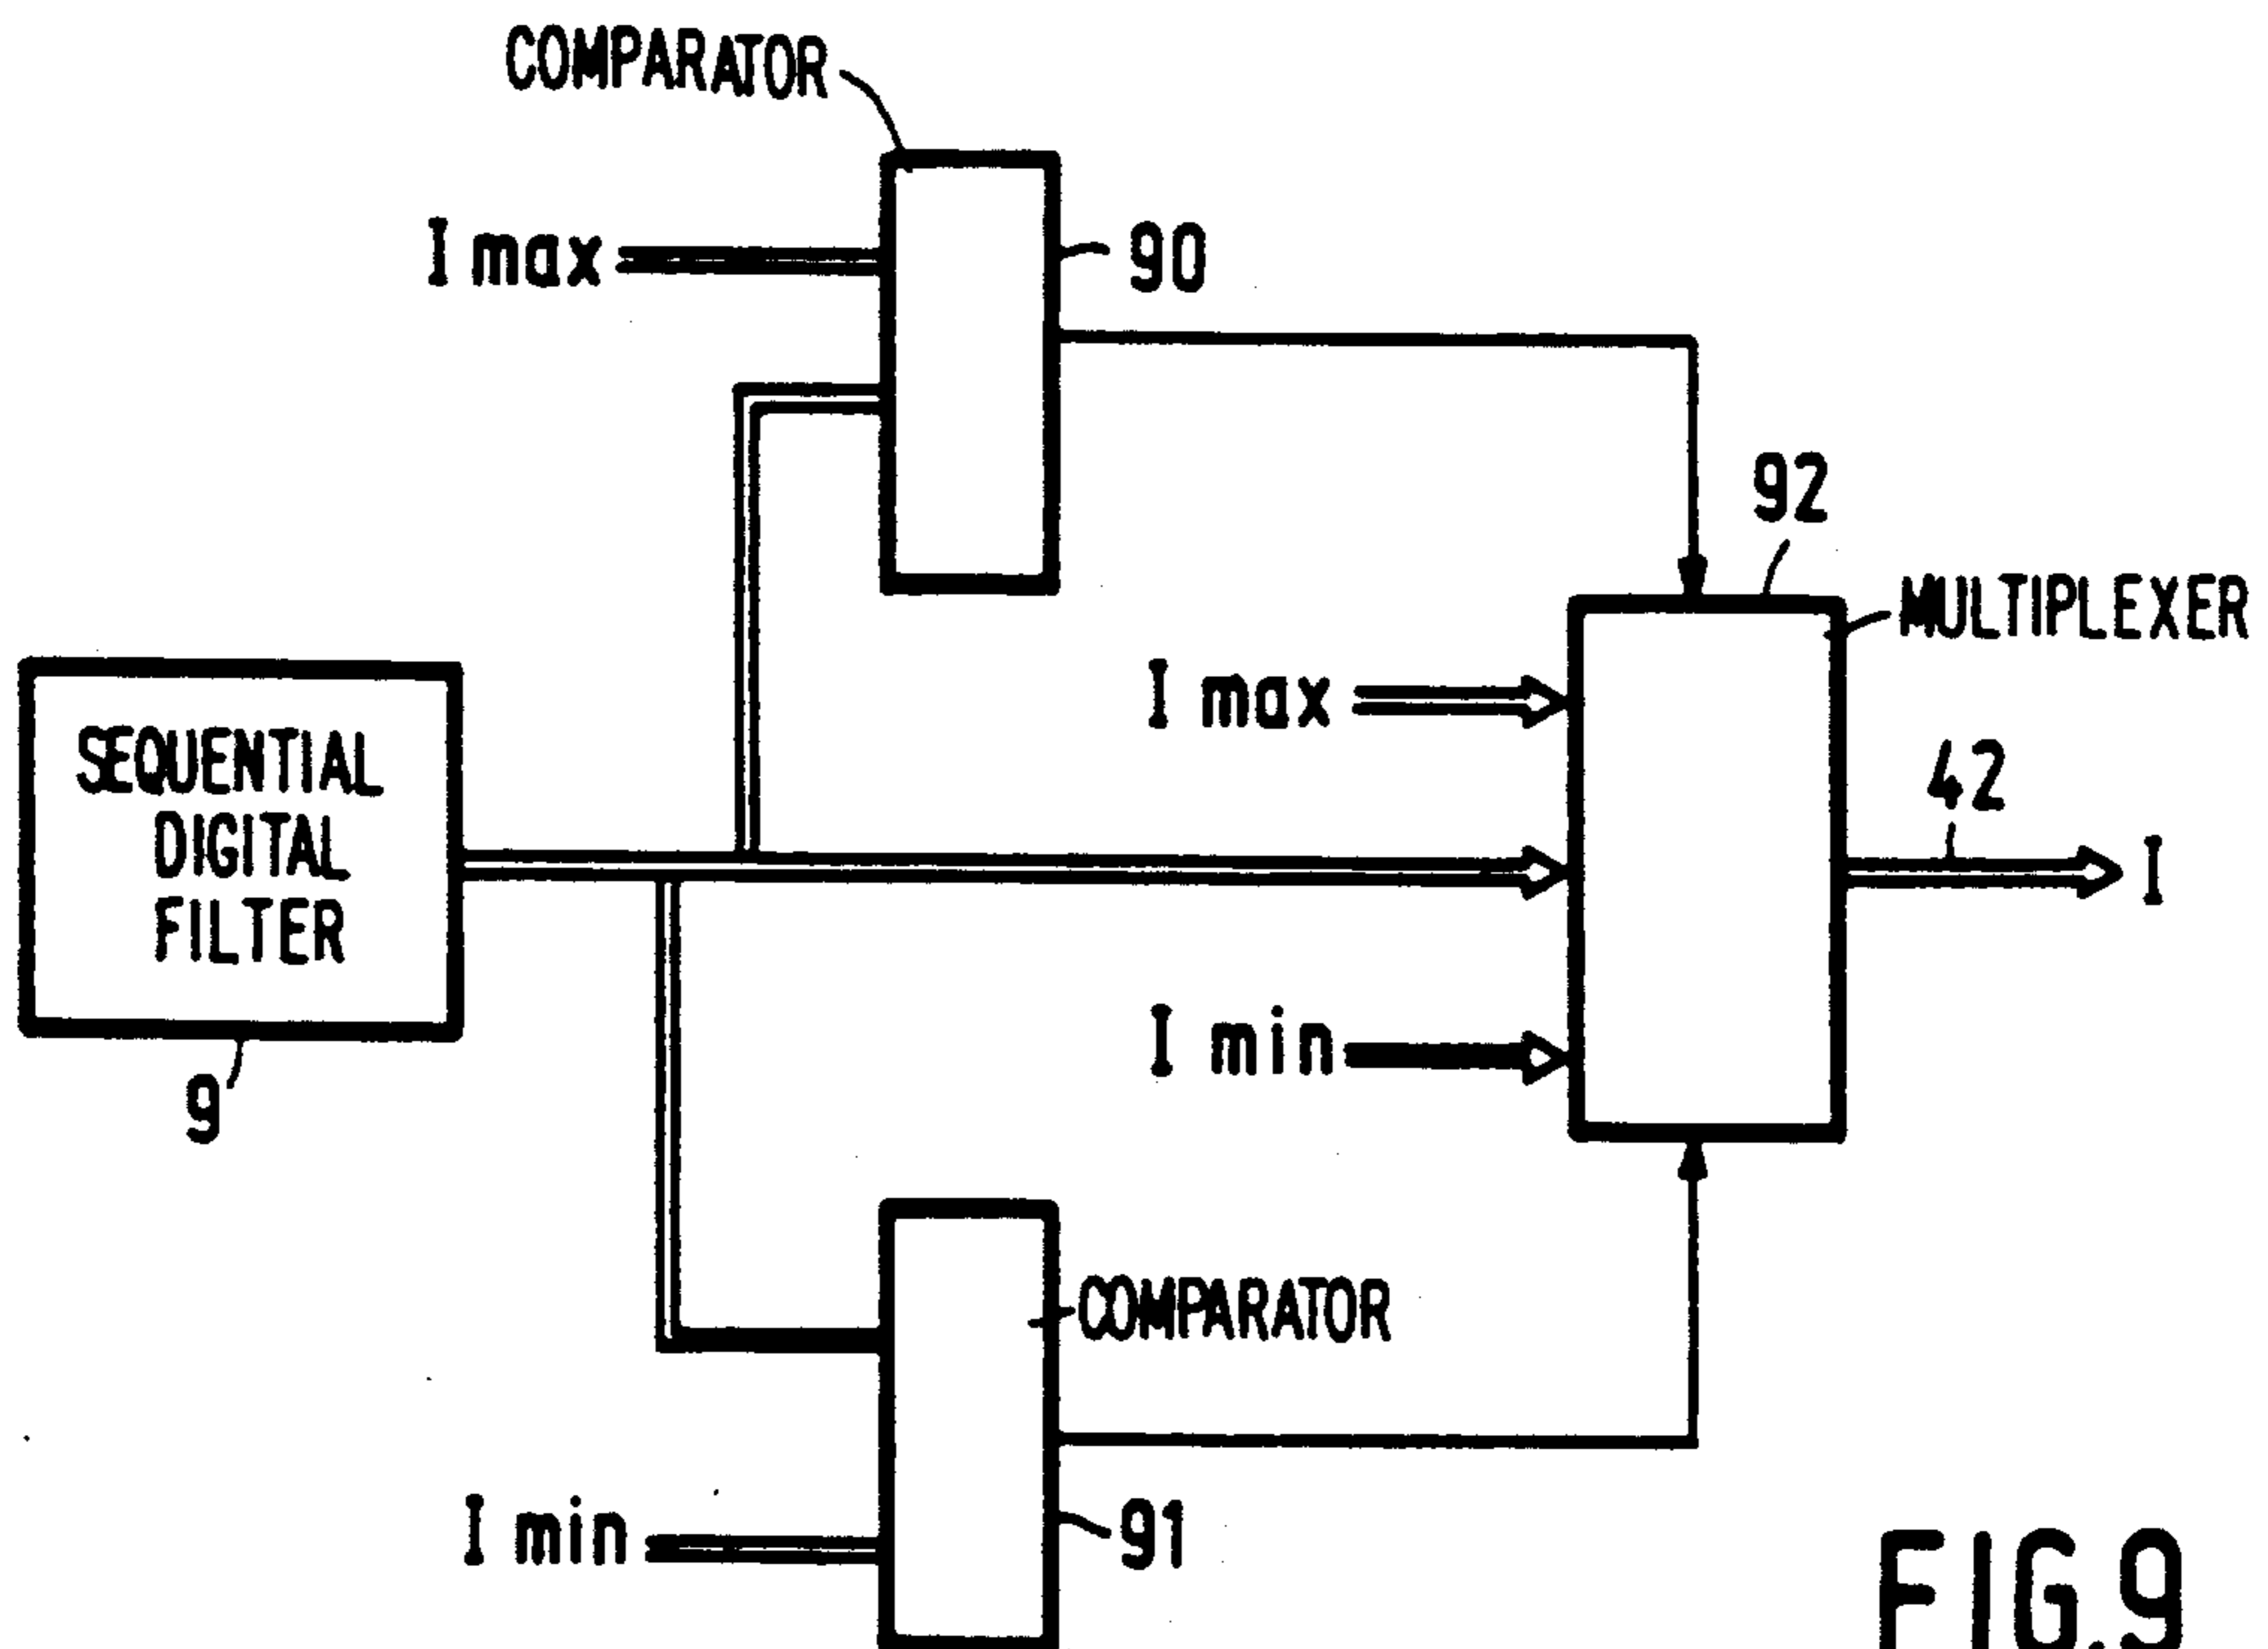 COMPARATOR
I max
90
92
MULTIPLEXER
I max
SEQUENTIAL
DIGITAL
FILTER
42
I
I min
9
COMPARATOR
I min
91
FIG.9